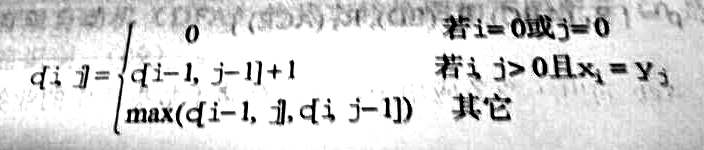 0 若i=0或j=0
c[i, j]= c[i-1, j-1]+1 若i, j>0且xᵢ=yⱼ
max(c[i-1, j], c[i, j-1]) 其它